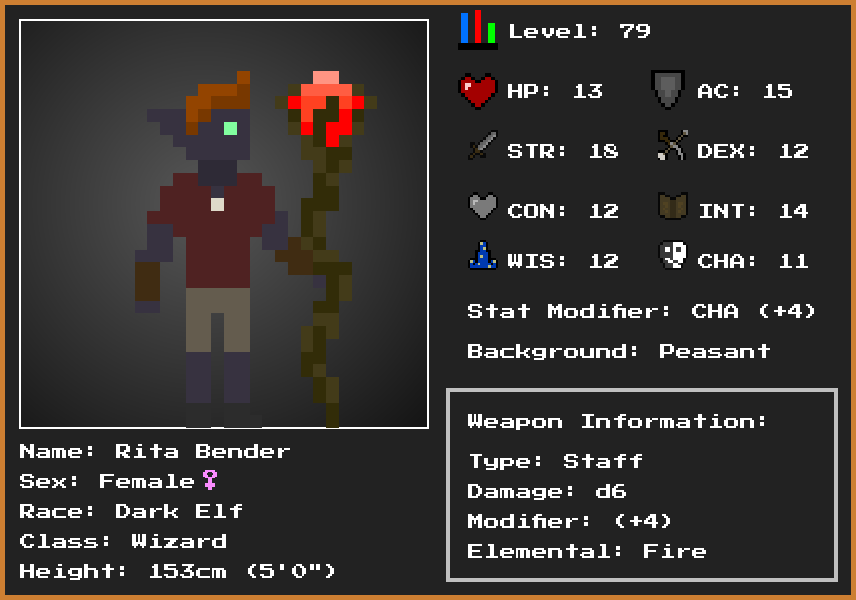 Level: 79
HP: 13 AC: 15
STR: 18 DEX: 12
CON: 12 INT: 14
WIS: 12 CHA: 11
Stat Modifier: CHA (+4)
Background: Peasant
Weapon Information:
Type: Staff
Damage: d6
Modifier: (+4)
Elemental: Fire
Name: Rita Bender
Sex: Female♀
Race: Dark Elf
Class: Wizard
Height: 153cm (5'0")